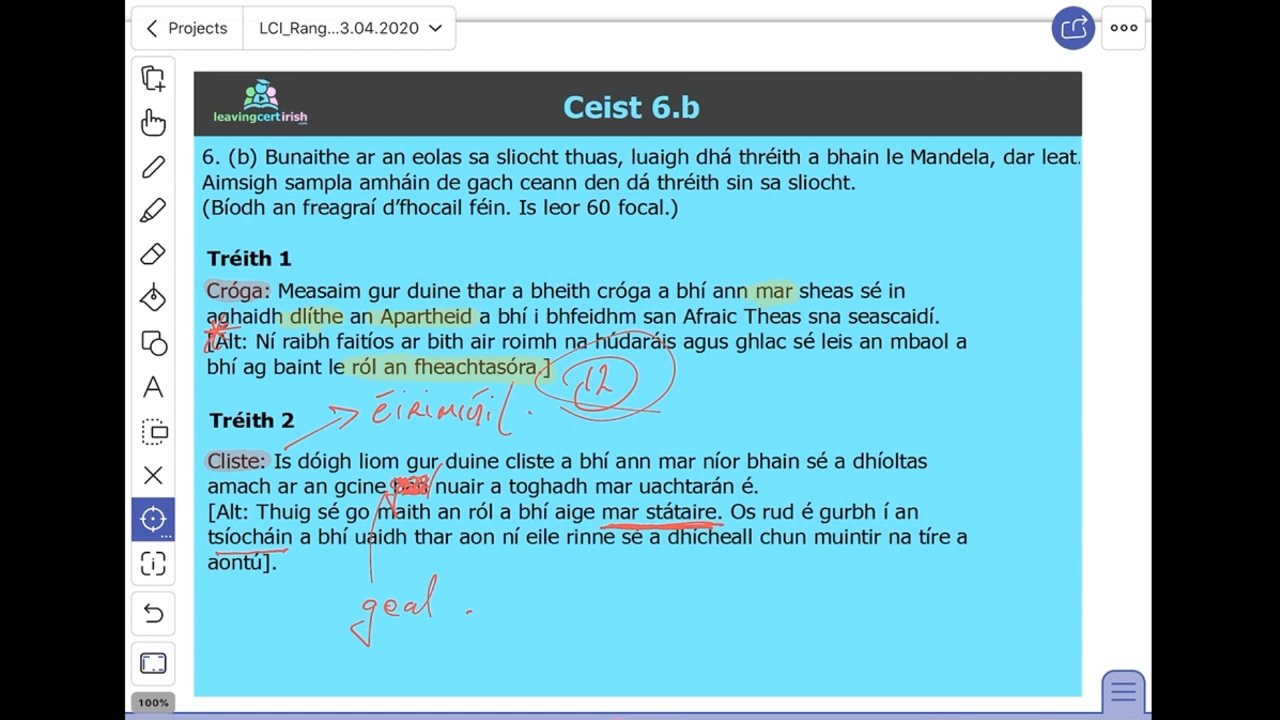 Projects
LCI_Rang...3.04.2020
leavingcertirish
.com
Ceist 6.b
6. (b) Bunaithe ar an eolas sa sliocht thuas, luaigh dhá thréith a bhain le Mandela, dar leat.
Aimsigh sampla amháin de gach ceann den dá thréith sin sa sliocht.
(Bíodh an freagraí d'fhocail féin. Is leor 60 focal.)
Tréith 1
Cróga: Measaim gur duine thar a bheith cróga a bhí ann mar sheas sé in
aghaidh dlíthe an Apartheid a bhí i bhfeidhm san Afraic Theas sna seascaidí.
[Alt: Ní raibh faitíos ar bith air roimh na húdaráis agus ghlac sé leis an mbaol a
bhí ag baint le ról an fheachtasóra.]
12
éirimiúil.
Tréith 2
Cliste: Is dóigh liom gur duine cliste a bhí ann mar níor bhain sé a dhíoltas
amach ar an gcine nuair a toghadh mar uachtarán é.
[Alt: Thuig sé go maith an ról a bhí aige mar státaire. Os rud é gurbh í an
tsíocháin a bhí uaidh thar aon ní eile rinne sé a dhícheall chun muintir na tíre a
aontú].
geal.
A
100%